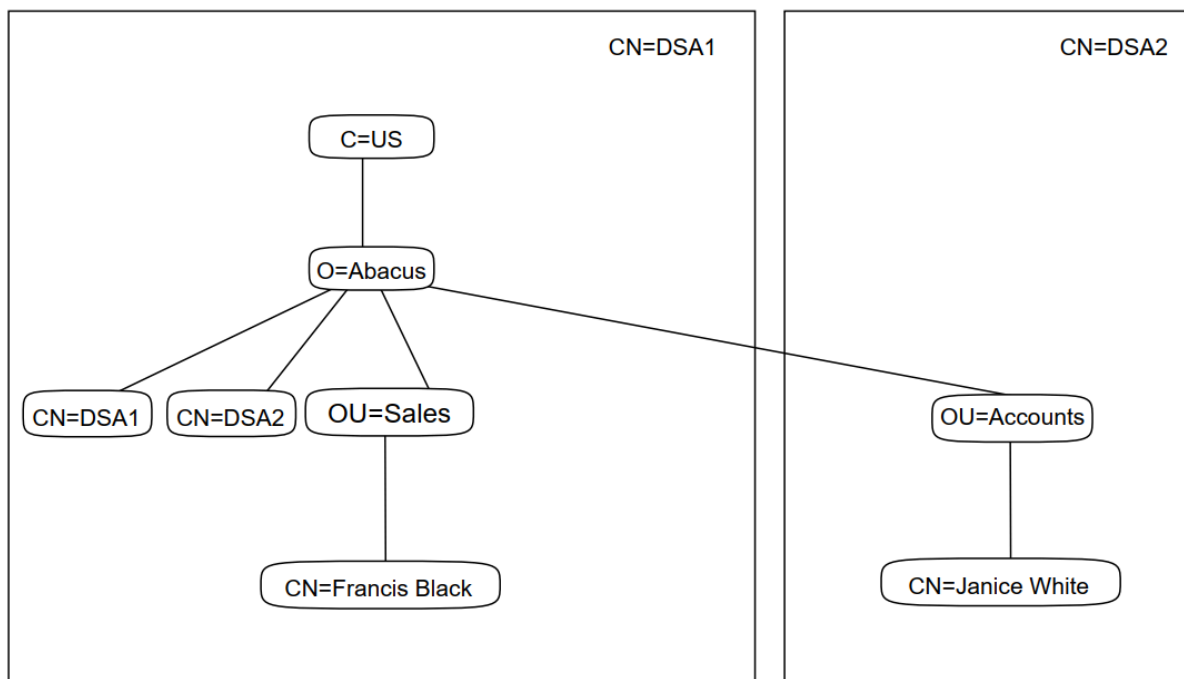 CN=DSA1
CN=DSA2
C=US
O=Abacus
CN=DSA1
CN=DSA2
OU=Sales
OU=Accounts
CN=Francis Black
CN=Janice White